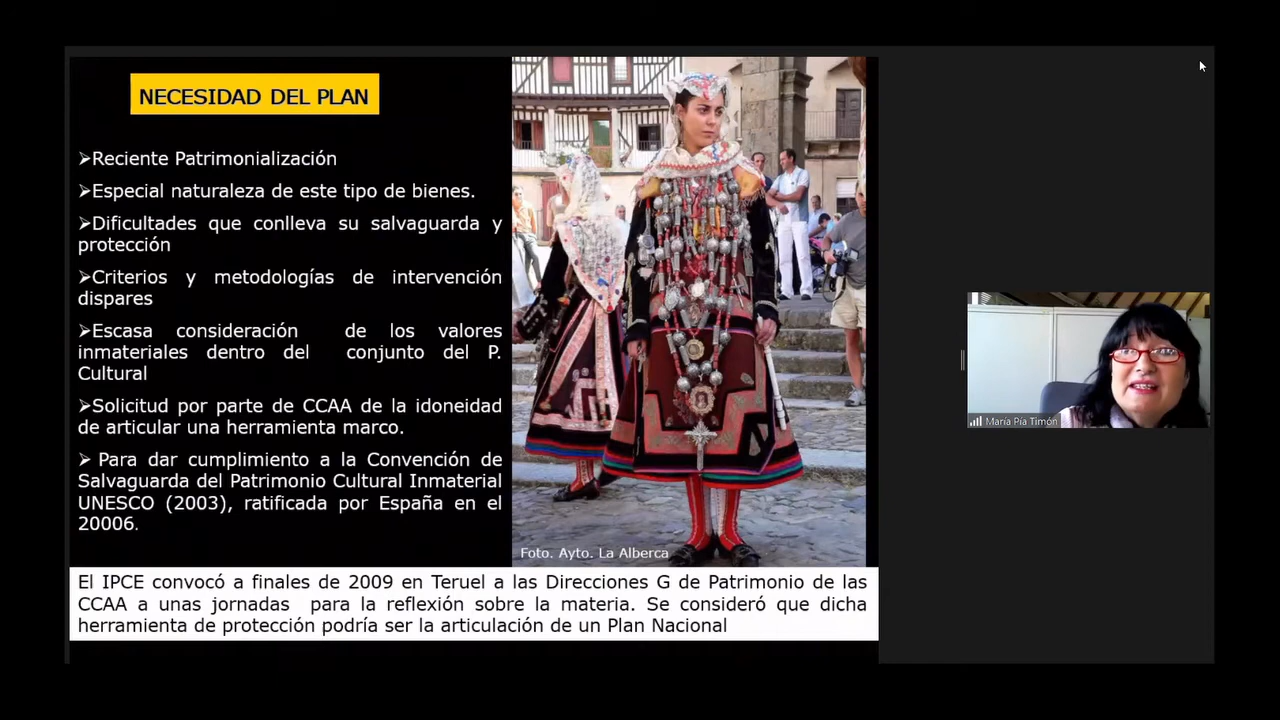 NECESIDAD DEL PLAN
➢Reciente Patrimonialización
➢Especial naturaleza de este tipo de bienes.
➢Dificultades que conlleva su salvaguarda y
protección
➢Criterios y metodologías de intervención
dispares
➢Escasa consideración de los valores
inmateriales dentro del conjunto del P.
Cultural
➢Solicitud por parte de CCAA de la idoneidad
de articular una herramienta marco.
➢ Para dar cumplimiento a la Convención de
Salvaguarda del Patrimonio Cultural Inmaterial
UNESCO (2003), ratificada por España en el
20006.
Foto. Ayto. La Alberca
El IPCE convocó a finales de 2009 en Teruel a las Direcciones G de Patrimonio de las
CCAA a unas jornadas para la reflexión sobre la materia. Se consideró que dicha
herramienta de protección podría ser la articulación de un Plan Nacional
María Pía Timón